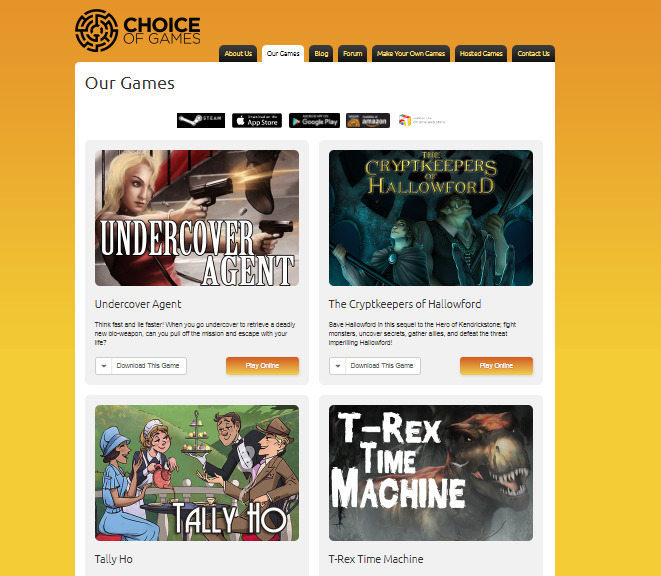 CHOICE
OF GAMES
About Us
Our Games
Blog
Forum
Make Your Own Games
Hosted Games
Contact Us
Our Games
STEAM
Download on the
App Store
Google Play
amazon
UNDERCOVER
AGENT
THE
CRYPTKEEPERS
OF
HALLOWFORD
Undercover Agent
The Cryptkeepers of Hallowford
Think fast and lie faster! When you go undercover to retrieve a deadly
new bio-weapon, can you pull off the mission and escape with your
life?
Save Hallowford in this sequel to the Hero of Kendrickstone; fight
monsters, uncover secrets, gather allies, and defeat the threat
imperiling Hallowford!
Download This Game
Play Online
Download This Game
Play Online
TALLY HO
T-REX
TIME
MACHINE
Tally Ho
T-Rex Time Machine